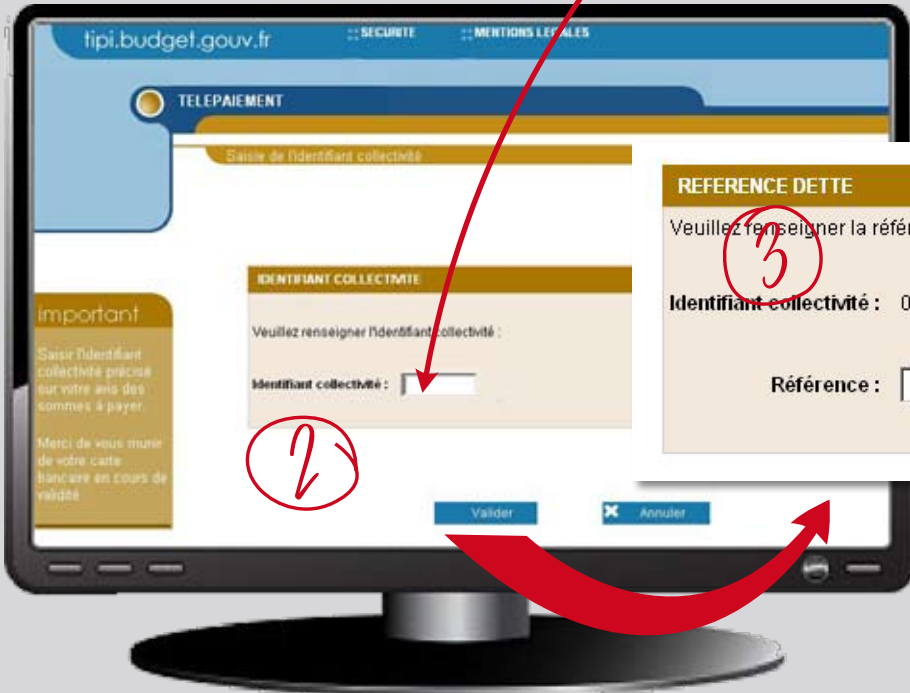 tipi.budget.gouv.fr
:: SECURITE
:: MENTIONS LEGALES
TELEPAIEMENT
Saisie de l'identifiant collectivité
IDENTIFIANT COLLECTIVITE
Veuillez renseigner l'identifiant collectivité :
Identifiant collectivité :
important
Saisir l'identifiant
collectivité précisé
sur votre avis des
sommes à payer.
Merci de vous munir
de votre carte
bancaire en cours de
validité
2
Valider
Annuler
REFERENCE DETTE
Veuillez renseigner la réfé
3
Identifiant collectivité : 0
Référence :